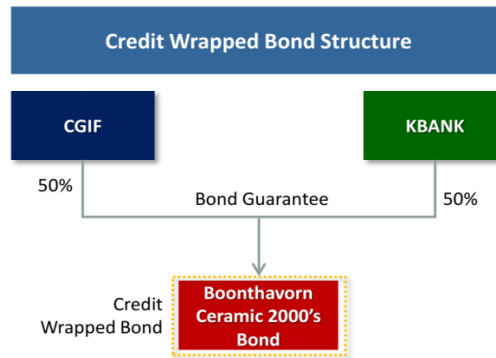 Credit Wrapped Bond Structure
CGIF
KBANK
50%
Bond Guarantee
50%
Credit
Wrapped Bond
Boonthavorn
Ceramic 2000's
Bond